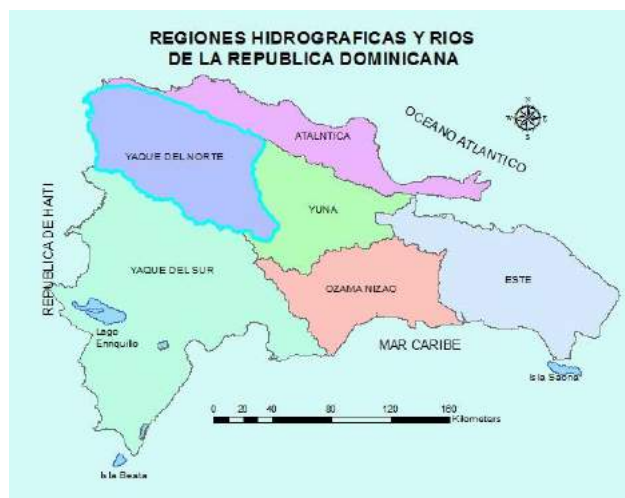 REGIONES HIDROGRAFICAS Y RIOS
DE LA REPUBLICA DOMINICANA
OCEANO ATLANTICO
N
W
E
S
ATALNTICA
YAQUE DEL NORTE
YUNA
REPUBLICA DE HAITI
YAQUE DEL SUR
OZAMA NIZAO
ESTE
Lago
Enriquillo
MAR CARIBE
Isla Saona
0 20 40 80 120 160
Kilometers
Isla Beata